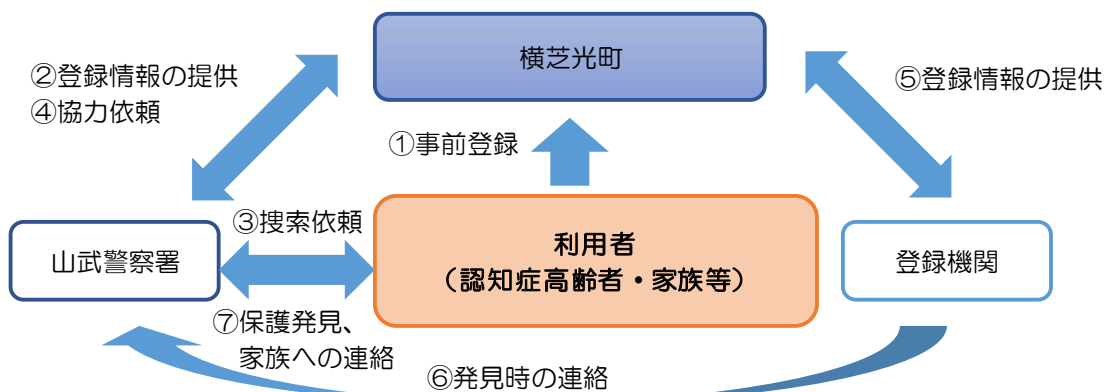 横芝光町
②登録情報の提供
④協力依頼
⑤登録情報の提供
①事前登録
③捜索依頼
山武警察署
利用者
（認知症高齢者・家族等）
登録機関
⑦保護発見、
家族への連絡
⑥発見時の連絡